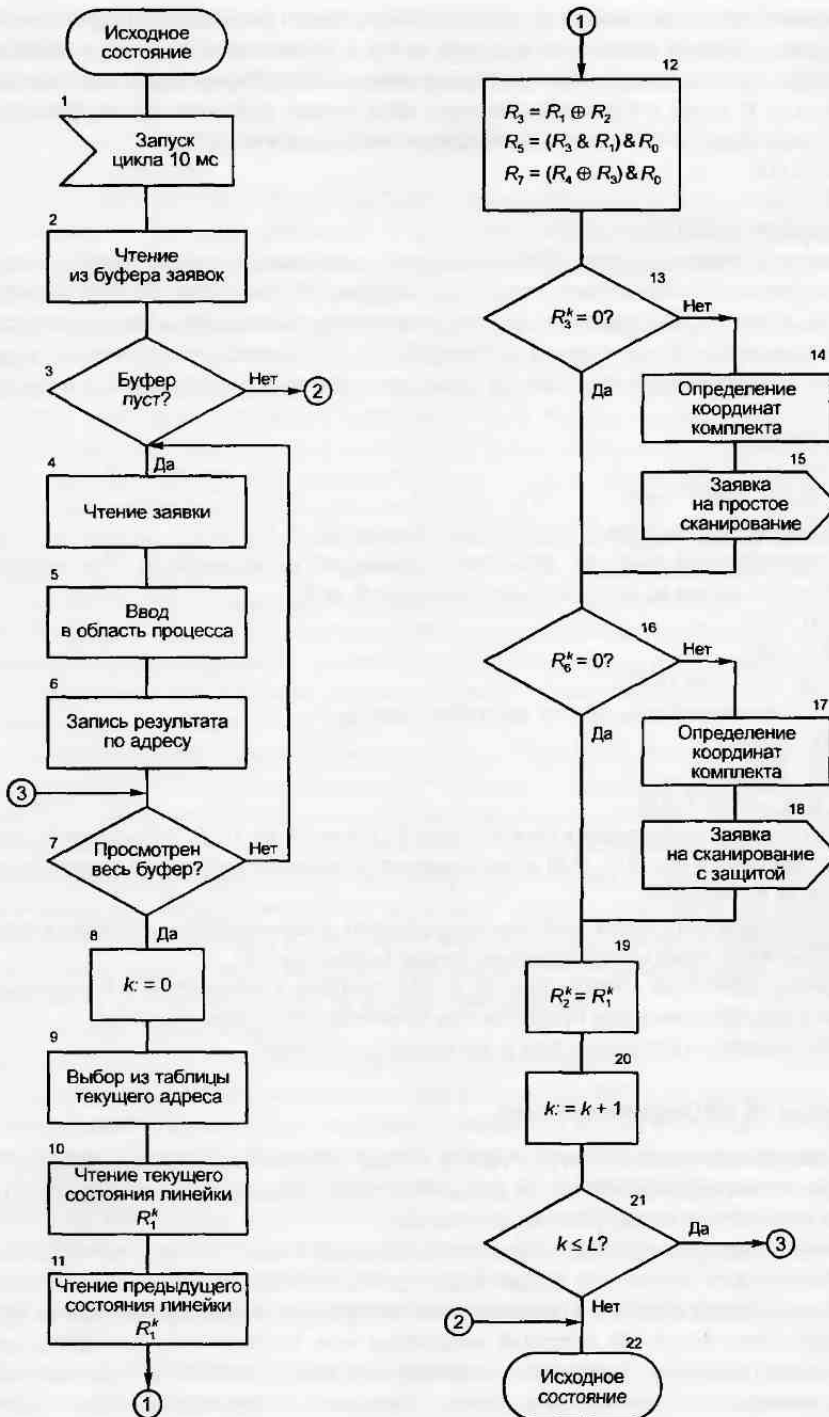 Исходное
состояние
1
Запуск
цикла 10 мс
2
Чтение
из буфера заявок
3
Буфер
пуст?
Нет
2
Да
4
Чтение заявки
5
Ввод
в область процесса
6
Запись результата
по адресу
3
7
Просмотрен
весь буфер?
Нет
Да
8
k: = 0
9
Выбор из таблицы
текущего адреса
10
Чтение текущего
состояния линейки
R₁ᵏ
11
Чтение предыдущего
состояния линейки
R₁ᵏ
1
1
12
R₃ = R₁ ⊕ R₂
R₅ = (R₃ & R₁) & R₀
R₇ = (R₄ ⊕ R₃) & R₀
13
R₃ᵏ = 0?
Нет
Да
14
Определение
координат
комплекта
15
Заявка
на простое
сканирование
16
R₆ᵏ = 0?
Нет
Да
17
Определение
координат
комплекта
18
Заявка
на сканирование
с защитой
19
R₂ᵏ = R₁ᵏ
20
k: = k + 1
21
k ≤ L?
Да
3
Нет
2
22
Исходное
состояние